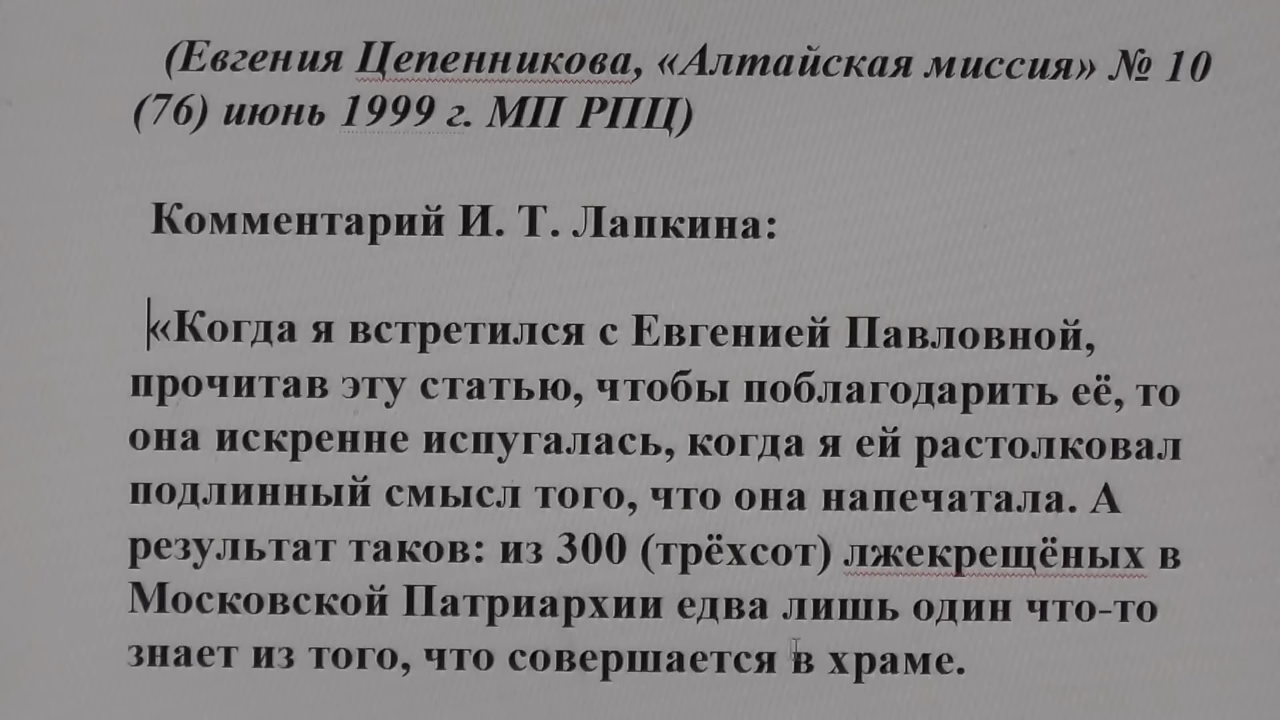 (Евгения Цепенникова, «Алтайская миссия» № 10
(76) июнь 1999 г. МП РПЦ)
Комментарий И. Т. Лапкина:
«Когда я встретился с Евгенией Павловной,
прочитав эту статью, чтобы поблагодарить её, то
она искренне испугалась, когда я ей растолковал
подлинный смысл того, что она напечатала. А
результат таков: из 300 (трёхсот) лжекрещёных в
Московской Патриархии едва лишь один что-то
знает из того, что совершается в храме.